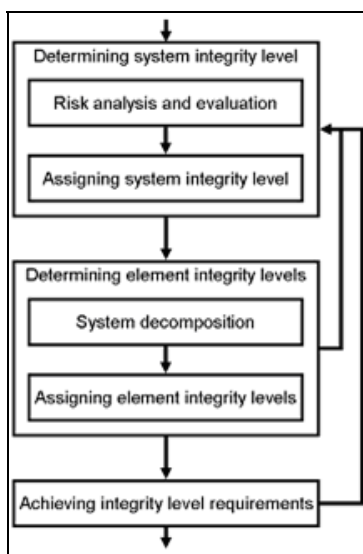 Determining system integrity level
Risk analysis and evaluation
Assigning system integrity level
Determining element integrity levels
System decomposition
Assigning element integrity levels
Achieving integrity level requirements